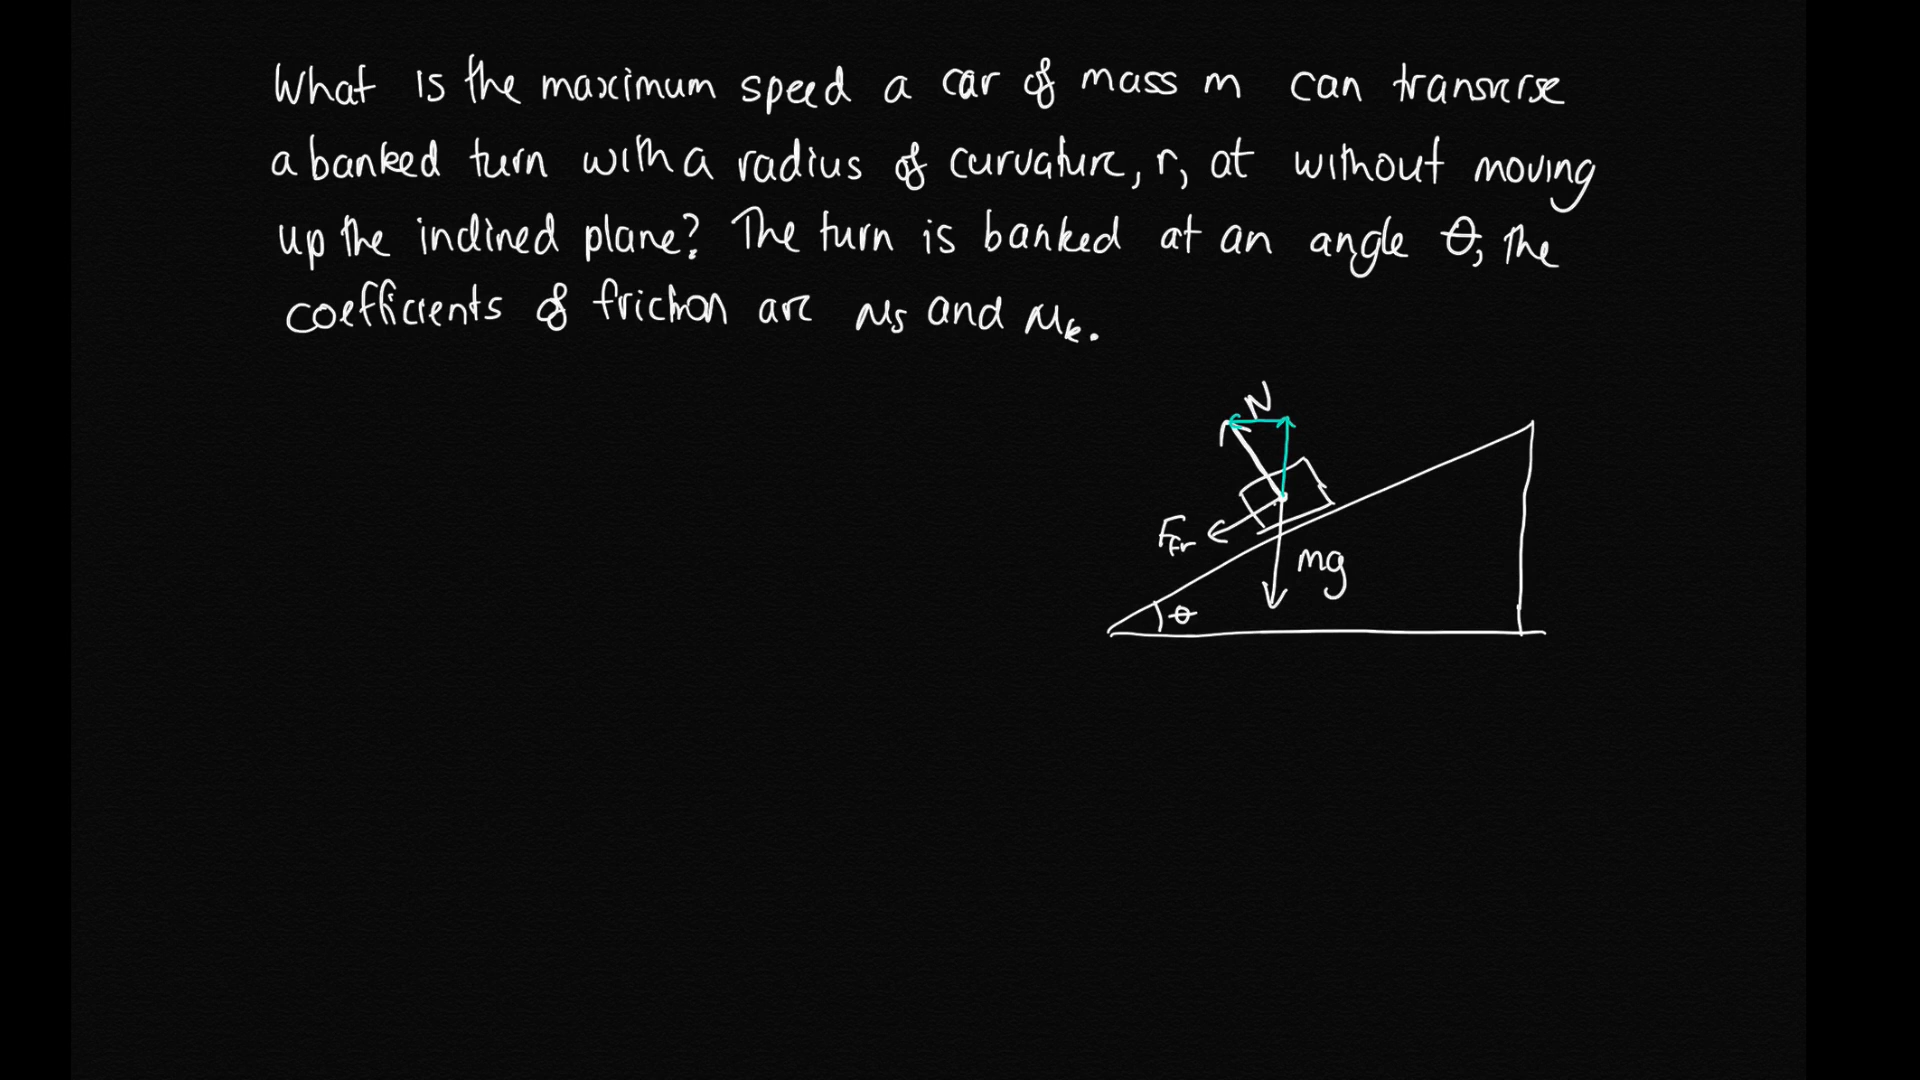 What is the maximum speed a car of mass m can transverse
a banked turn with a radius of curvature, r, at without moving
up the inclined plane? The turn is banked at an angle θ, the
coefficients of friction are μs and μk.
N
Ffr
mg
θ